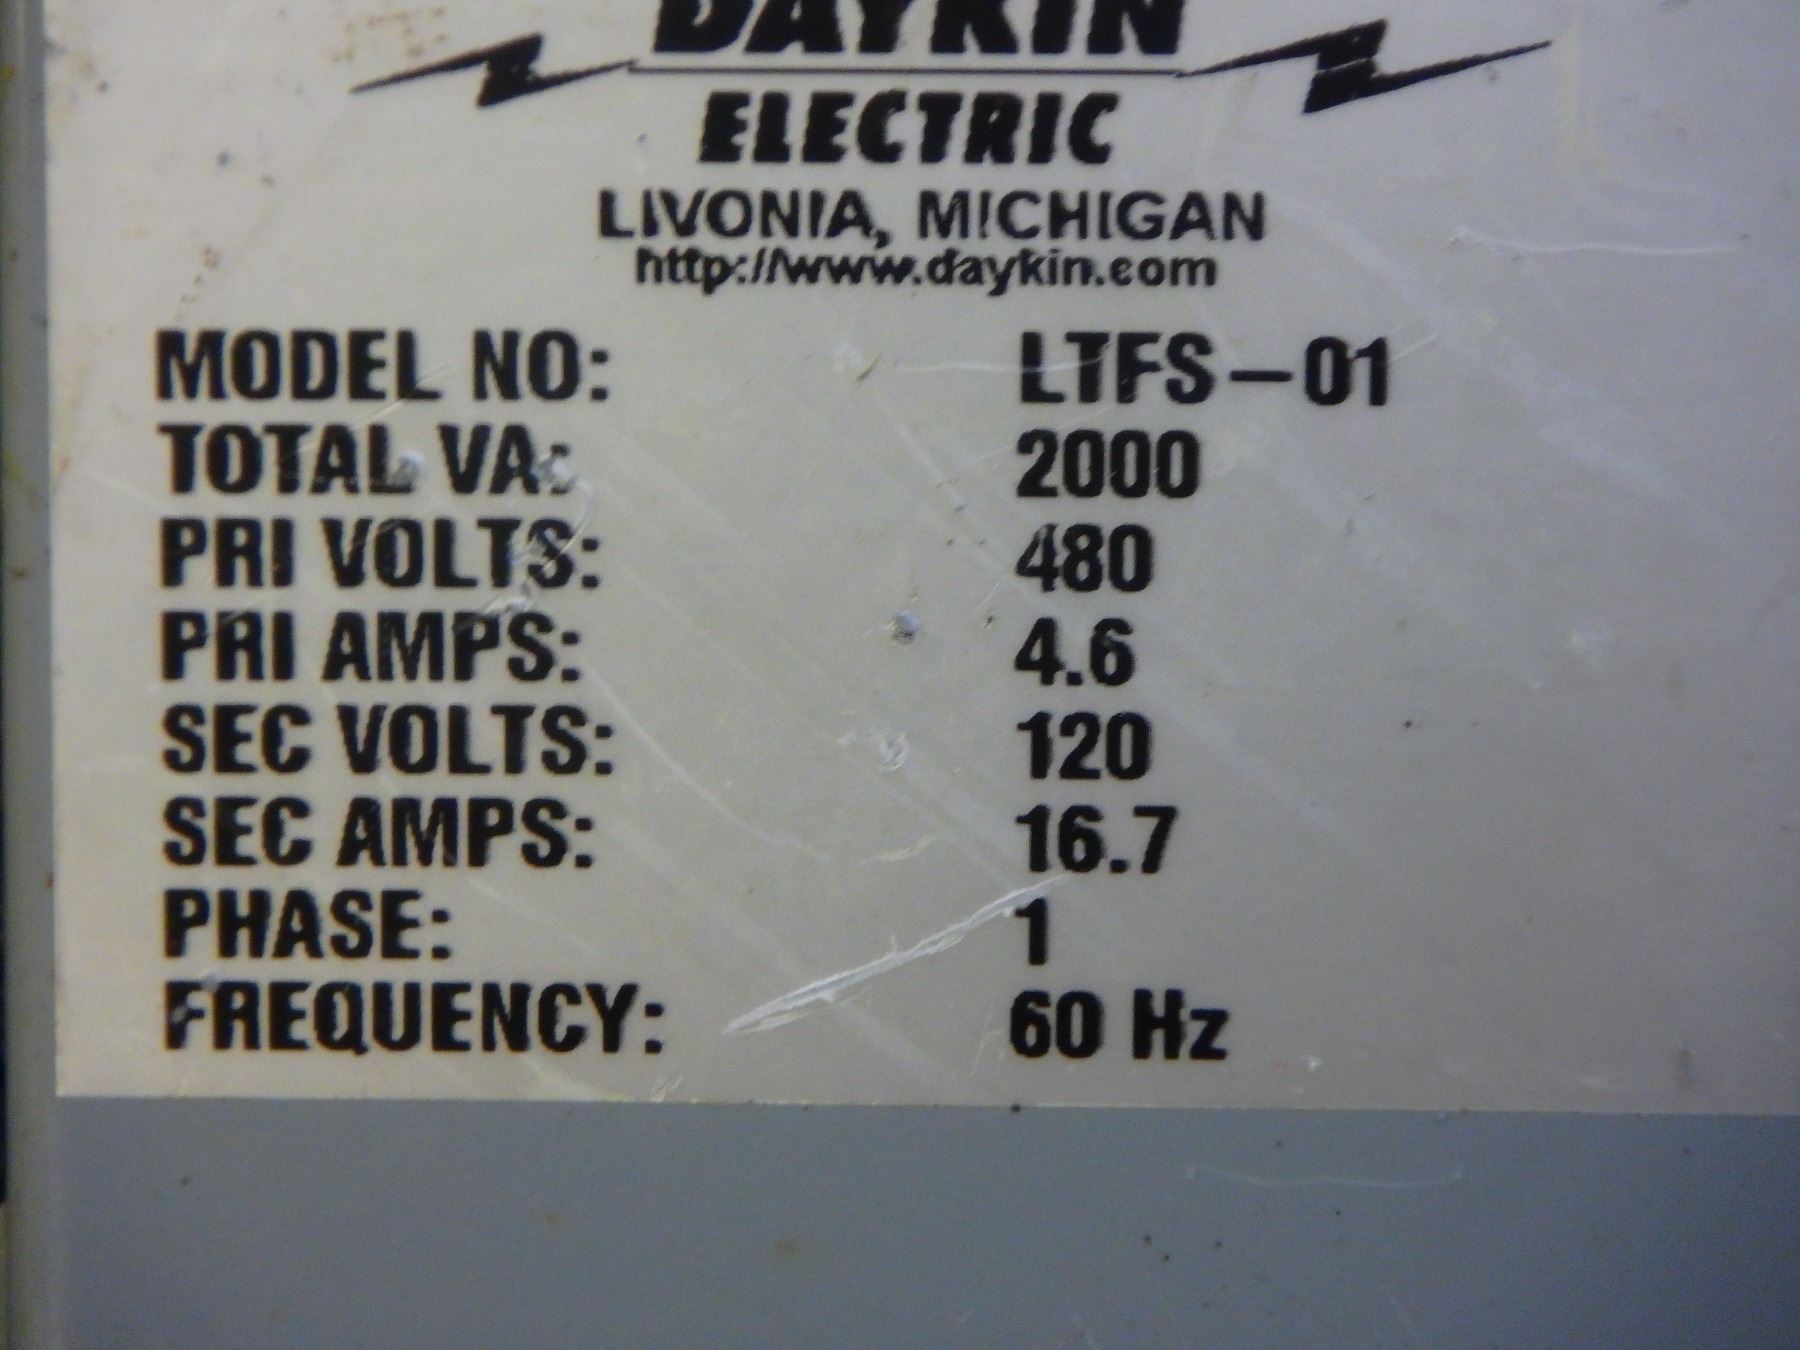 DAYKIN
ELECTRIC
LIVONIA, MICHIGAN
http://www.daykin.com
MODEL NO: LTFS-01
TOTAL VA: 2000
PRI VOLTS: 480
PRI AMPS: 4.6
SEC VOLTS: 120
SEC AMPS: 16.7
PHASE: 1
FREQUENCY: 60 Hz